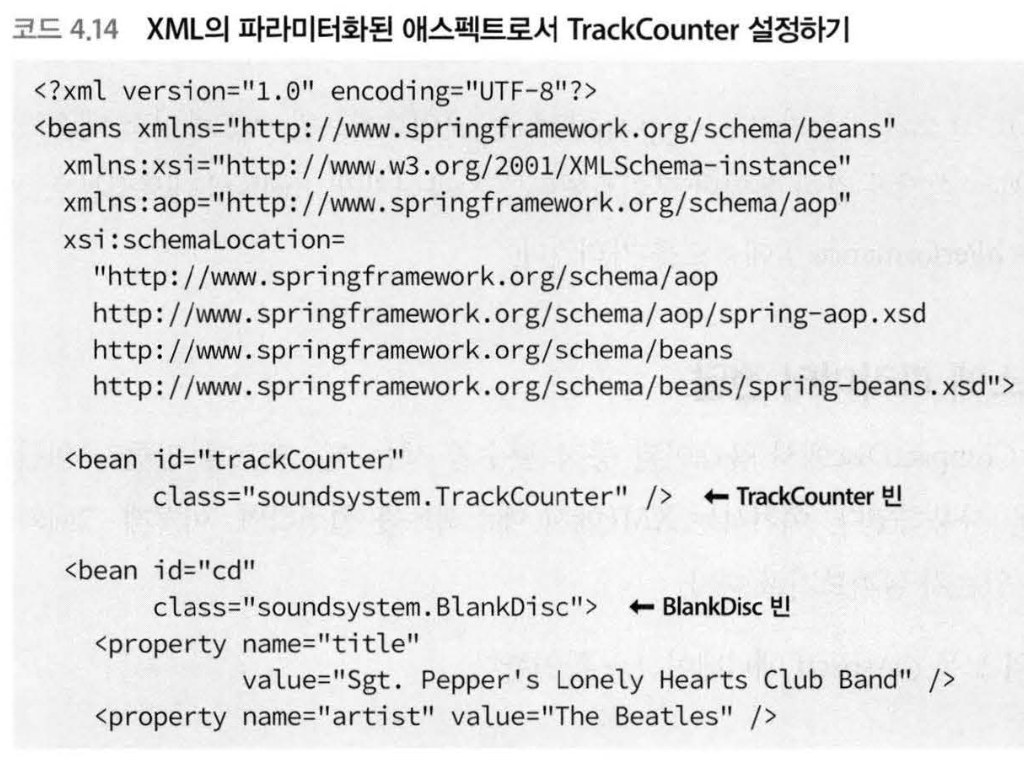 코드 4.14 XML의 파라미터화된 애스펙트로서 TrackCounter 설정하기
<?xml version="1.0" encoding="UTF-8"?>
<beans xmlns="http://www.springframework.org/schema/beans"
xmlns:xsi="http://www.w3.org/2001/XMLSchema-instance"
xmlns:aop="http://www.springframework.org/schema/aop"
xsi:schemaLocation=
"http://www.springframework.org/schema/aop
http://www.springframework.org/schema/aop/spring-aop.xsd
http://www.springframework.org/schema/beans
http://www.springframework.org/schema/beans/spring-beans.xsd">
<bean id="trackCounter"
class="soundsystem.TrackCounter" /> ← TrackCounter 빈
<bean id="cd"
class="soundsystem.BlankDisc"> ← BlankDisc 빈
<property name="title"
value="Sgt. Pepper's Lonely Hearts Club Band" />
<property name="artist" value="The Beatles" />